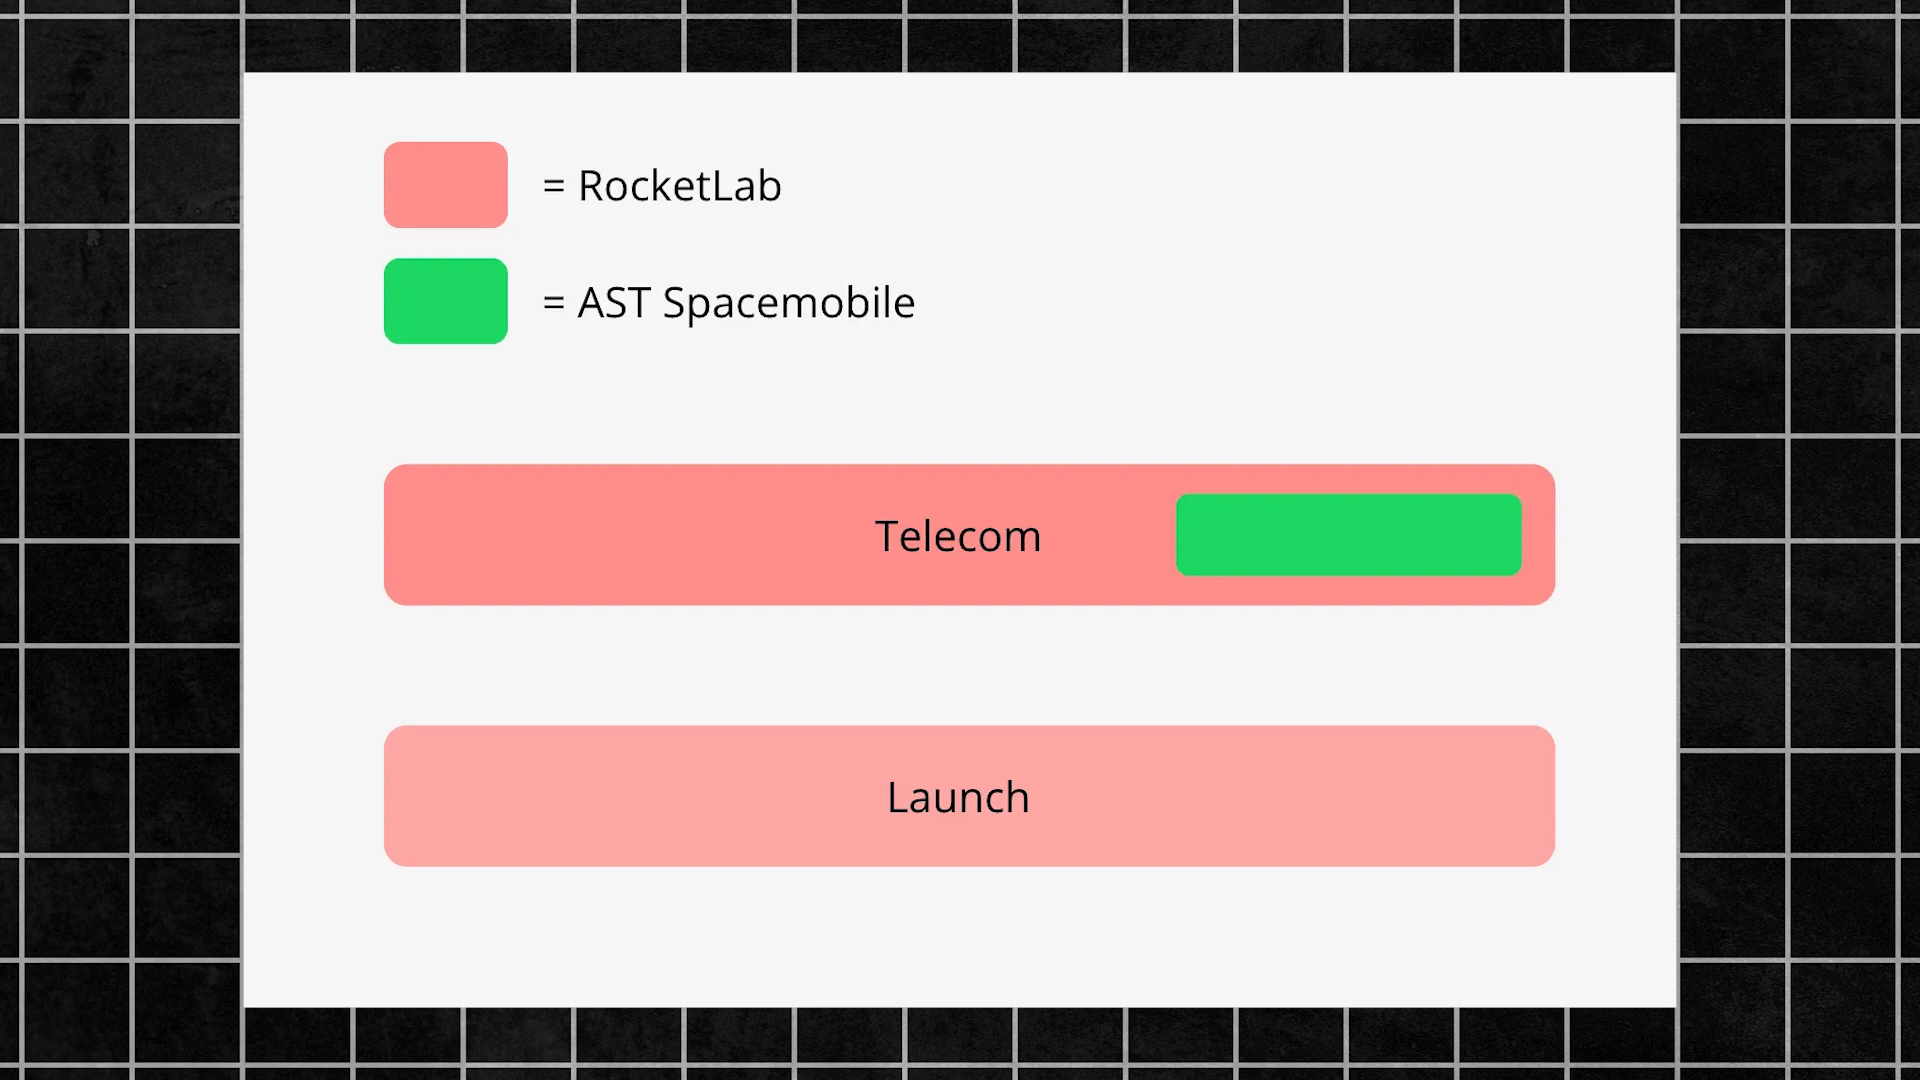 = RocketLab
= AST Spacemobile
Telecom
Launch